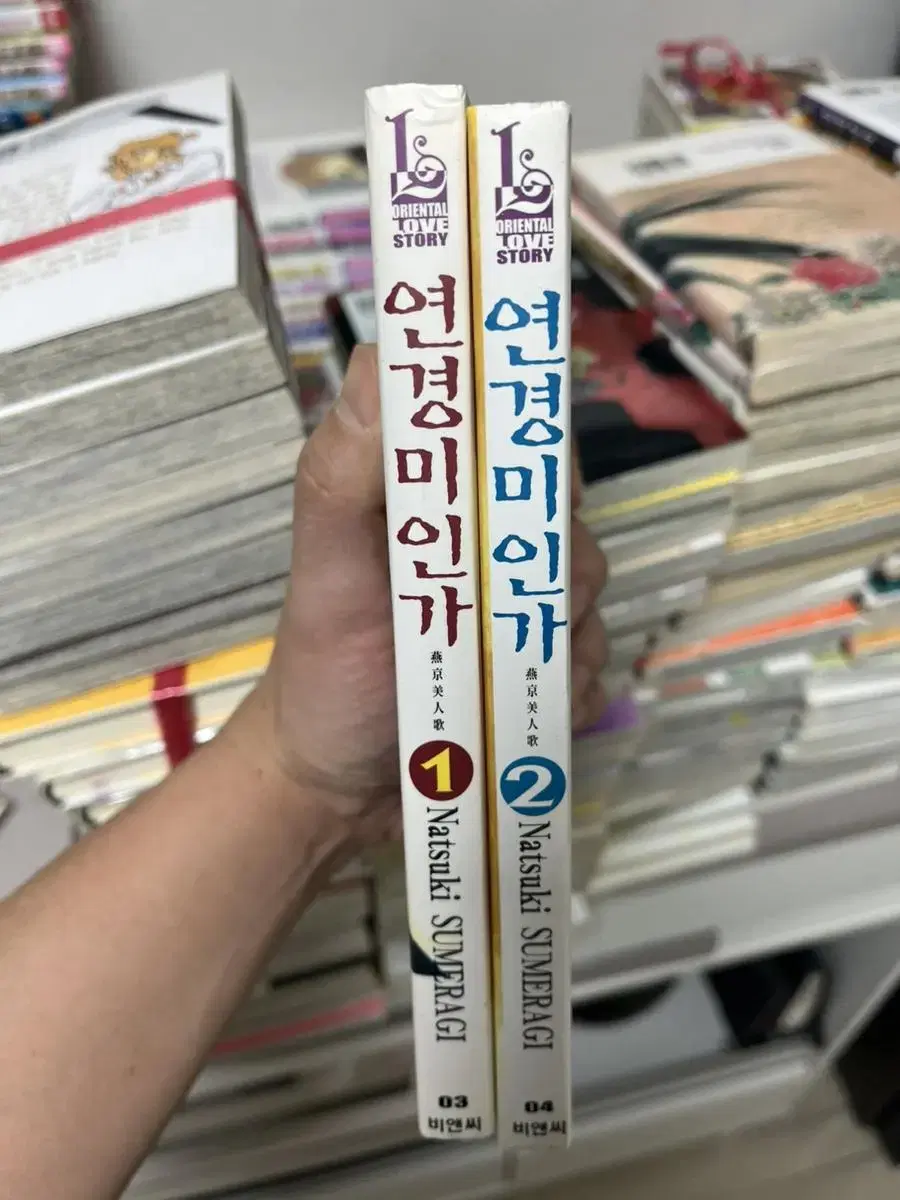 ORIENTAL
LOVE
STORY
연경미인가
燕京美人歌
1
Natsuki SUMERAGI
03
비앤씨
ORIENTAL
LOVE
STORY
연경미인가
燕京美人歌
2
Natsuki SUMERAGI
04
비앤씨